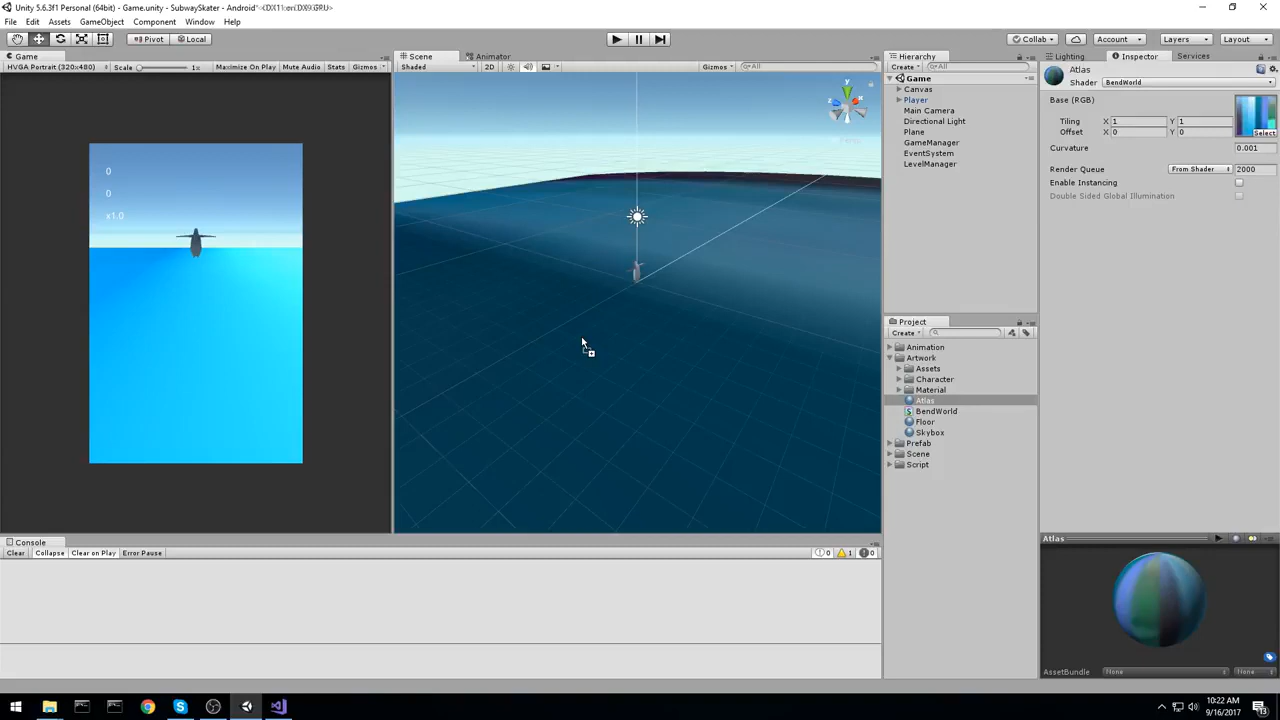 Unity 5.6.3f1 Personal (64bit) - Game.unity - SubwaySkater - Android* <DX11 on DX9 GPU>
File Edit Assets GameObject Component Window Help
Pivot Local Collab Account Layers Layout
Game Scene Animator Hierarchy Lighting Inspector Services
HVGA Portrait (320x480) Scale 1x Maximize On Play Mute Audio Stats Gizmos Shaded 2D Gizmos All Create All
Game
Canvas
Player
Main Camera
Directional Light
Plane
GameManager
EventSystem
LevelManager
Atlas
Shader BendWorld
Base (RGB)
Tiling X 1 Y 1
Offset X 0 Y 0
Select
Curvature 0.001
Render Queue From Shader 2000
Enable Instancing
Double Sided Global Illumination
y
x
z
0
0
x1.0
Project
Create
Animation
Artwork
Assets
Character
Material
Atlas
BendWorld
Floor
Skybox
Prefab
Scene
Script
Console
Clear Collapse Clear on Play Error Pause 0 1 0
Atlas
AssetBundle None None
10:22 AM
9/16/2017
13